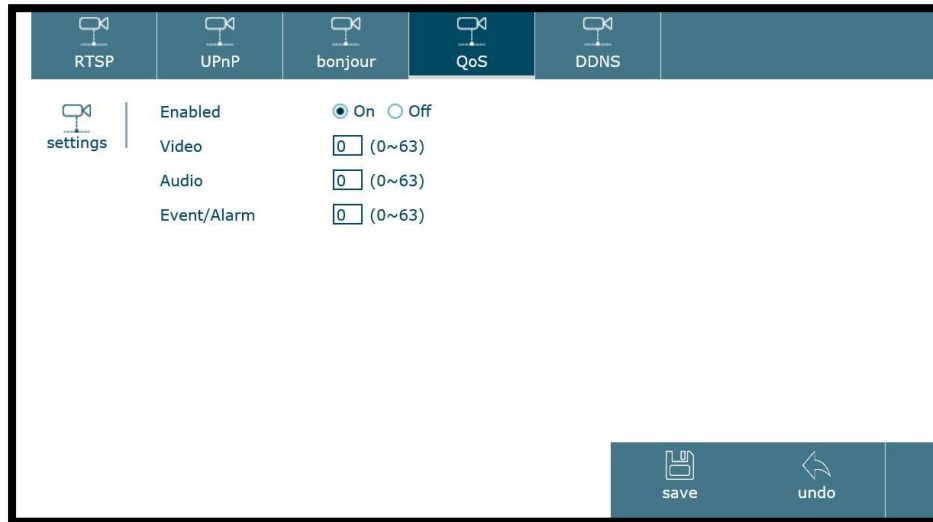 RTSP UPnP bonjour QoS DDNS
settings
Enabled On Off
Video 0 (0~63)
Audio 0 (0~63)
Event/Alarm 0 (0~63)
save undo